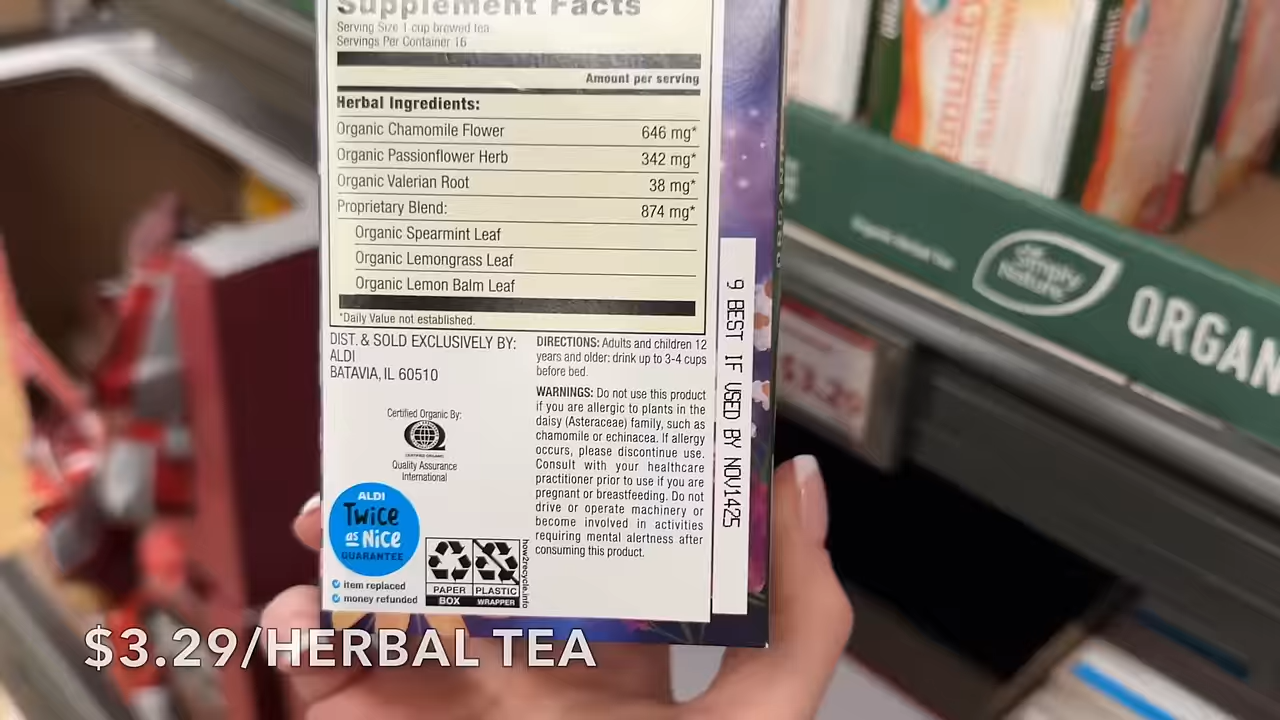 Supplement Facts
Serving Size 1 cup brewed tea
Servings Per Container 16
Amount per serving
Herbal Ingredients:
Organic Chamomile Flower 646 mg*
Organic Passionflower Herb 342 mg*
Organic Valerian Root 38 mg*
Proprietary Blend: 874 mg*
Organic Spearmint Leaf
Organic Lemongrass Leaf
Organic Lemon Balm Leaf
*Daily Value not established.
DIST. & SOLD EXCLUSIVELY BY:
ALDI
BATAVIA, IL 60510
Certified Organic By:
Q
CERTIFIED ORGANIC
Quality Assurance
International
ALDI
Twice
as Nice
GUARANTEE
item replaced
money refunded
PAPER
BOX
PLASTIC
WRAPPER
how2recycle.info
DIRECTIONS: Adults and children 12
years and older: drink up to 3-4 cups
before bed.
WARNINGS: Do not use this product
if you are allergic to plants in the
daisy (Asteraceae) family, such as
chamomile or echinacea. If allergy
occurs, please discontinue use.
Consult with your healthcare
practitioner prior to use if you are
pregnant or breastfeeding. Do not
drive or operate machinery or
become involved in activities
requiring mental alertness after
consuming this product.
9 BEST IF USED BY NOV1425
ORGANIC
Organic Herbal Tea
Simply
Nature
ORGAN
$3.29
$3.29/HERBAL TEA